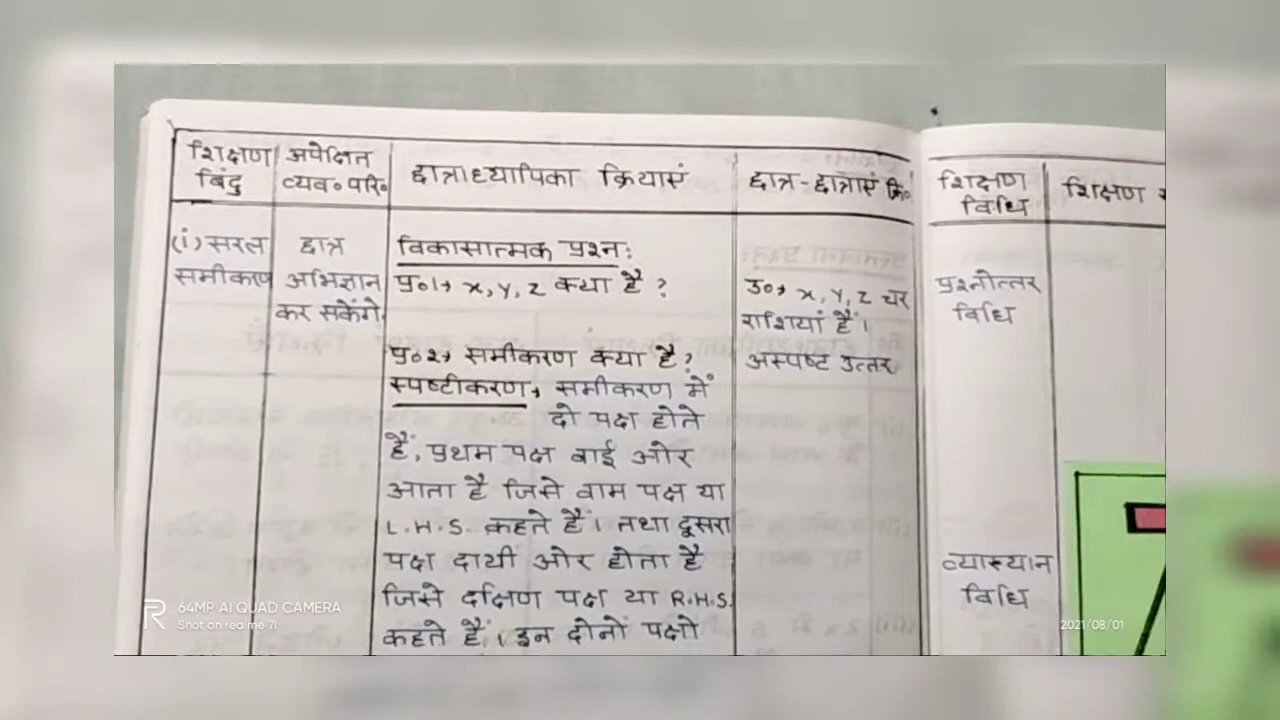 शिक्षण बिंदु
अपेक्षित व्यव॰ परि॰
छात्राध्यापिका क्रियाएं
छात्र-छात्राएं क्रि॰
शिक्षण विधि
शिक्षण
(i) सरल
समीकरण
छात्र
अभिज्ञान
कर सकेंगे।
विकासात्मक प्रश्न:
प्र॰1→ x, y, z क्या है ?
प्र॰2→ समीकरण क्या है ?
स्पष्टीकरण→ समीकरण में
दो पक्ष होते
हैं, प्रथम पक्ष बाई ओर
आता है जिसे वाम पक्ष या
L.H.S. कहते हैं। तथा दूसरा
पक्ष दायी ओर होता है
जिसे दक्षिण पक्ष या R.H.S.
कहते हैं। इन दोनों पक्षो
उ॰→ x, y, z चर
राशियां हैं।
अस्पष्ट उत्तर
प्रश्नोत्तर
विधि
व्याख्यान
विधि
R
64MP AI QUAD CAMERA
Shot on realme 7i
2021/08/01